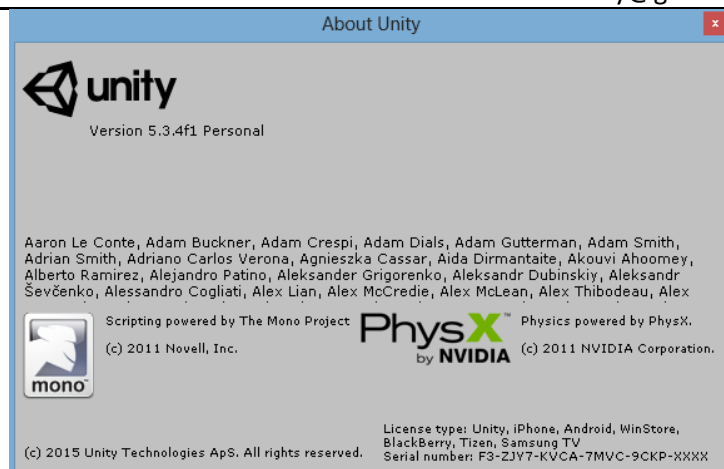 About Unity
x
unity
Version 5.3.4f1 Personal
Aaron Le Conte, Adam Buckner, Adam Crespi, Adam Dials, Adam Gutterman, Adam Smith,
Adrian Smith, Adriano Carlos Verona, Agnieszka Cassar, Aida Dirmantaite, Akouvi Ahoomey,
Alberto Ramirez, Alejandro Patino, Aleksander Grigorenko, Aleksandr Dubinskiy, Aleksandr
Ševčenko, Alessandro Cogliati, Alex Lian, Alex McCredie, Alex McLean, Alex Thibodeau, Alex
mono™
Scripting powered by The Mono Project
(c) 2011 Novell, Inc.
PhysX™
by NVIDIA
Physics powered by PhysX.
(c) 2011 NVIDIA Corporation.
(c) 2015 Unity Technologies ApS. All rights reserved.
License type: Unity, iPhone, Android, WinStore,
BlackBerry, Tizen, Samsung TV
Serial number: F3-ZJY7-KVCA-7MVC-9CKP-XXXX